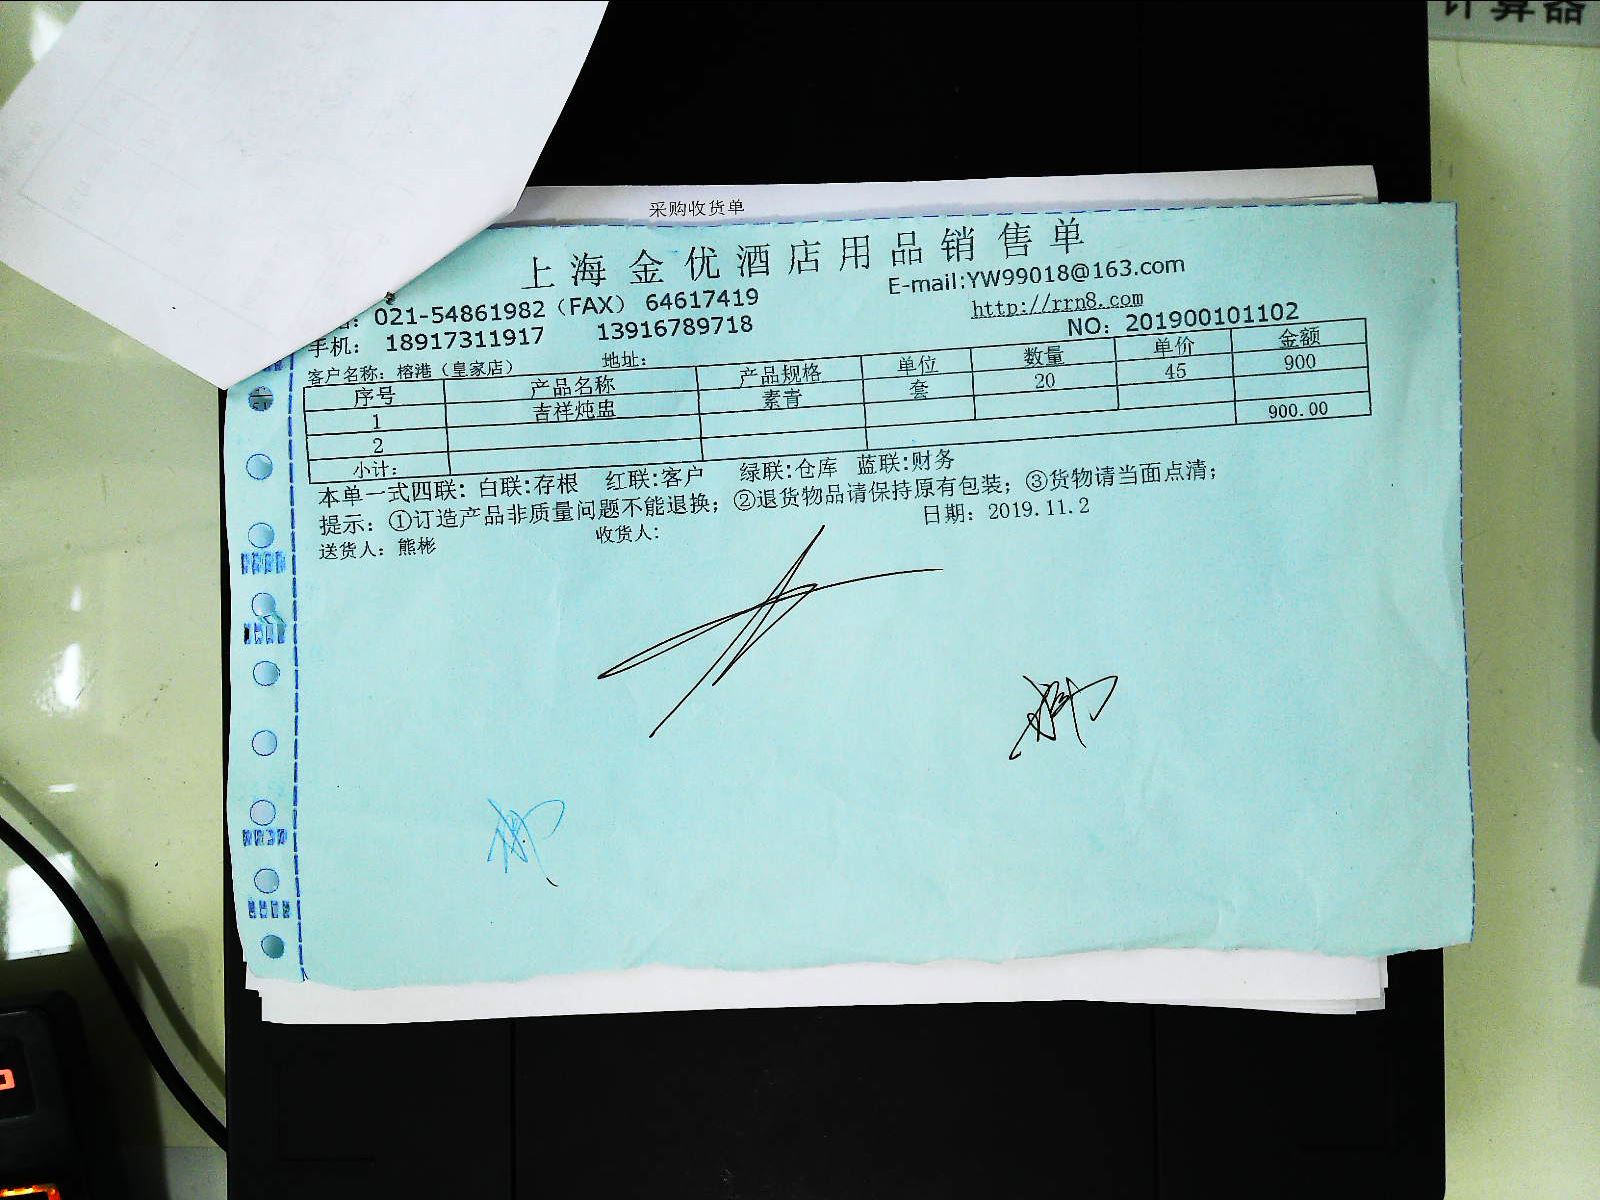 计算器
采购收货单
上海金优酒店用品销售单
021-54861982（FAX） 64617419
E-mail:YW99018@163.com
手机： 18917311917 13916789718
http://rrn8.com
NO：201900101102
客户名称：榕港（皇家店） 地址：
序号 产品名称 产品规格 单位 数量 单价 金额
1 吉祥炖盅 素青 套 20 45 900
2
小计： 900.00
本单一式四联：白联:存根 红联:客户 绿联:仓库 蓝联:财务
提示：①订造产品非质量问题不能退换；②退货物品请保持原有包装；③货物请当面点清；
送货人：熊彬 收货人： 日期：2019.11.2